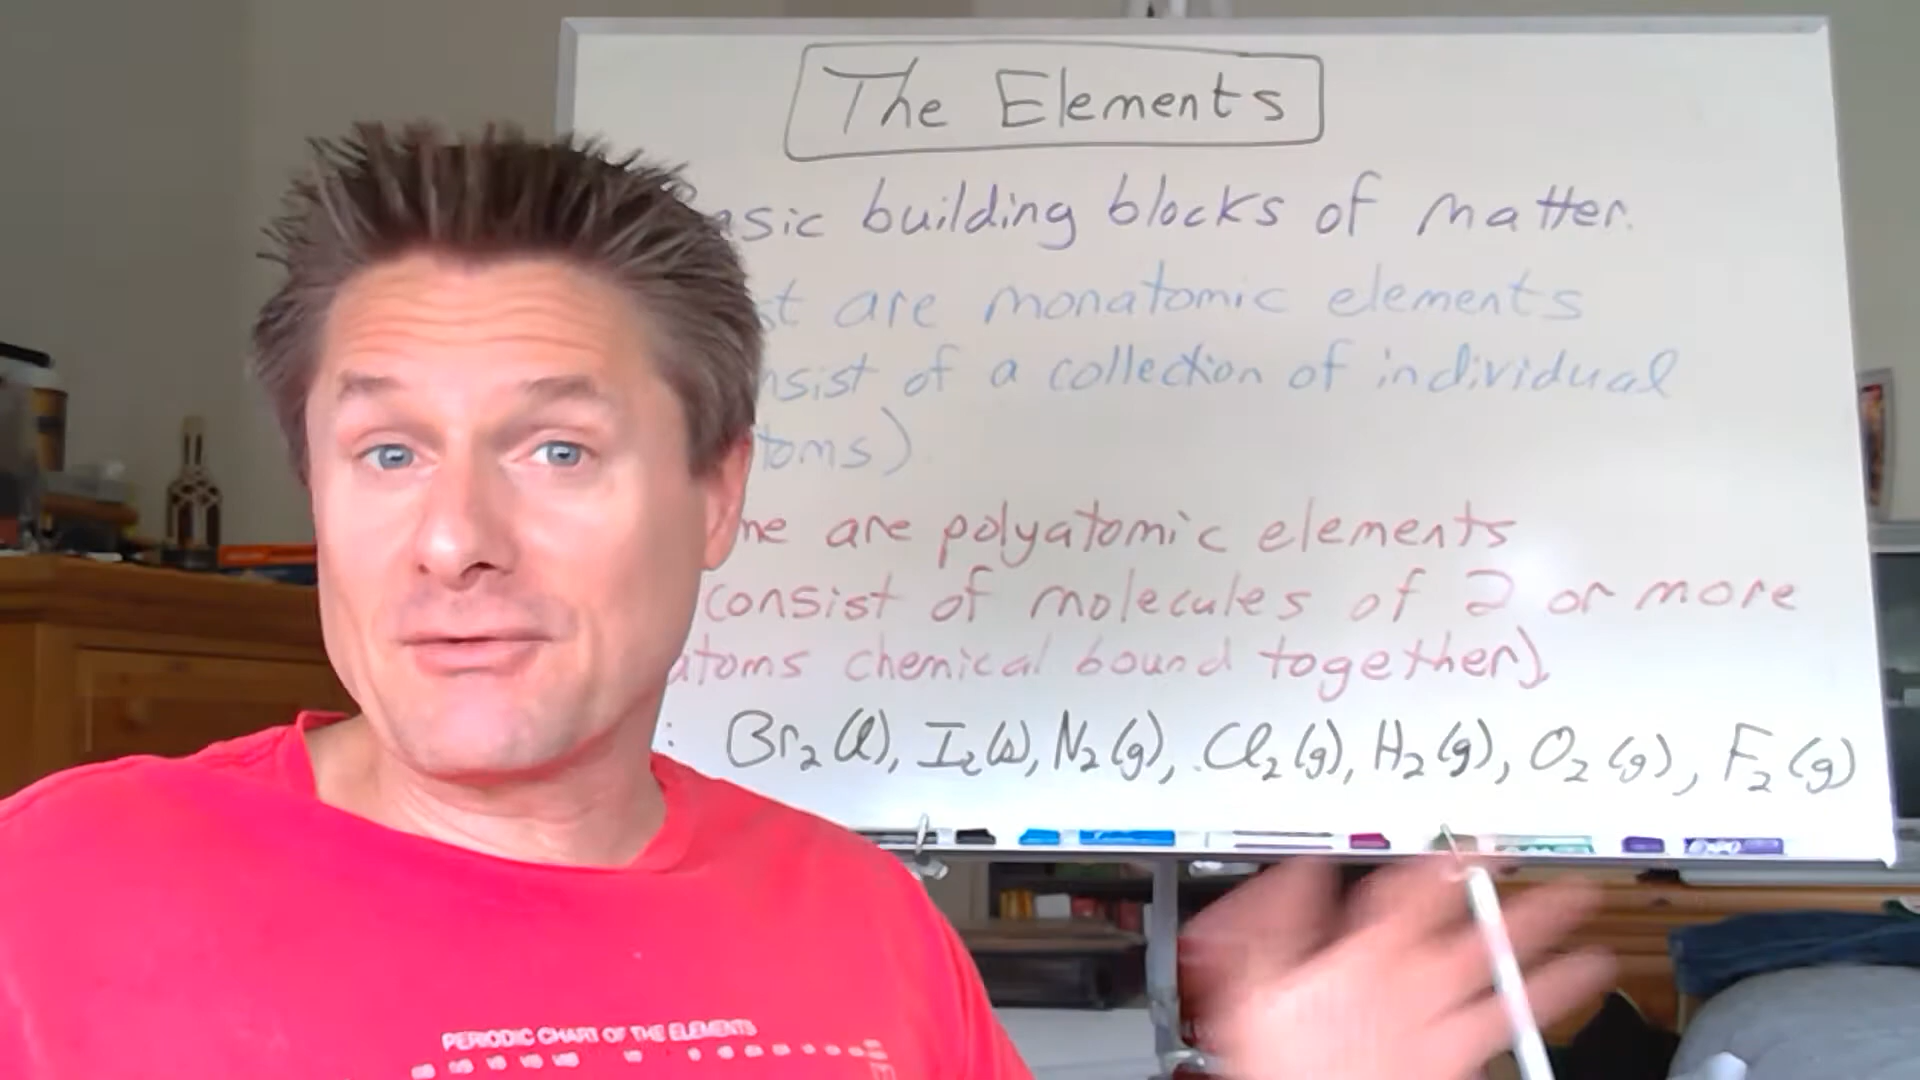 The Elements
Basic building blocks of matter.
st are monatomic elements
nsist of a collection of individual
toms)
me are polyatomic elements
(consist of molecules of 2 or more
atoms chemical bound together)
: Br₂(l), I₂(s), N₂(g), Cl₂(g), H₂(g), O₂(g), F₂(g)
PERIODIC CHART OF THE ELEMENTS